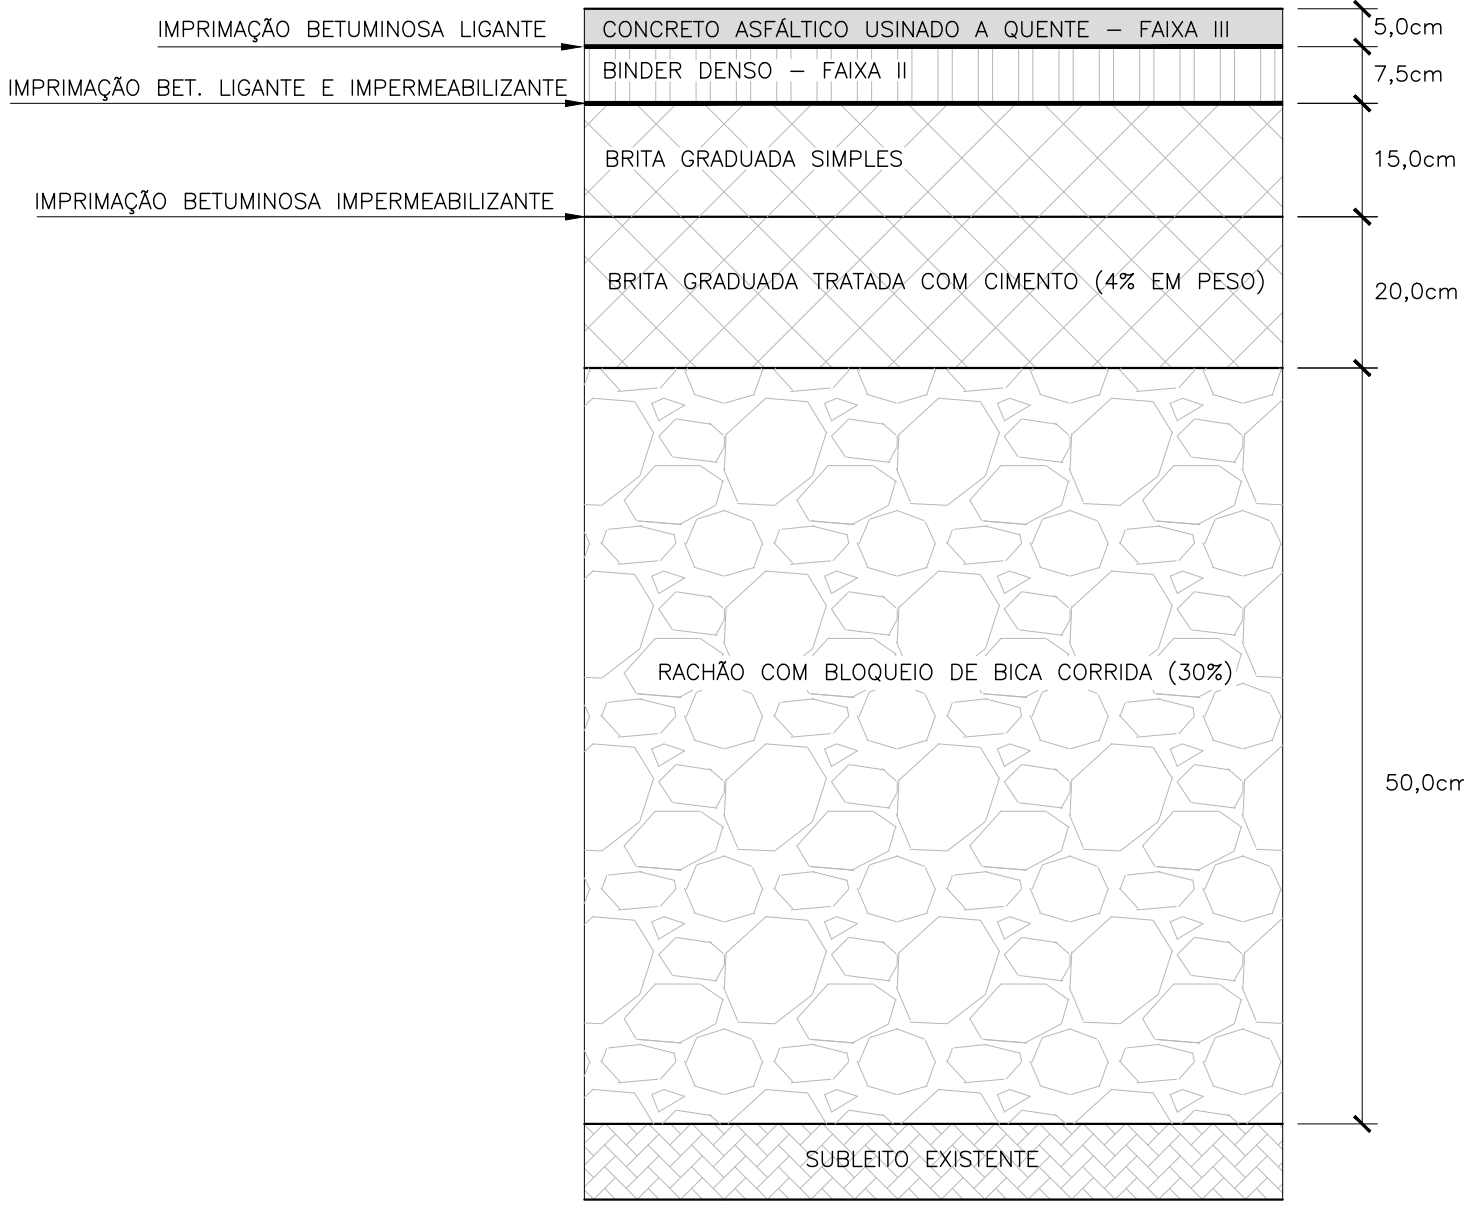 IMPRIMAÇÃO BETUMINOSA LIGANTE
CONCRETO ASFÁLTICO USINADO A QUENTE – FAIXA III
5,0cm
BINDER DENSO – FAIXA II
7,5cm
IMPRIMAÇÃO BET. LIGANTE E IMPERMEABILIZANTE
BRITA GRADUADA SIMPLES
15,0cm
IMPRIMAÇÃO BETUMINOSA IMPERMEABILIZANTE
BRITA GRADUADA TRATADA COM CIMENTO (4% EM PESO)
20,0cm
RACHÃO COM BLOQUEIO DE BICA CORRIDA (30%)
50,0cm
SUBLEITO EXISTENTE